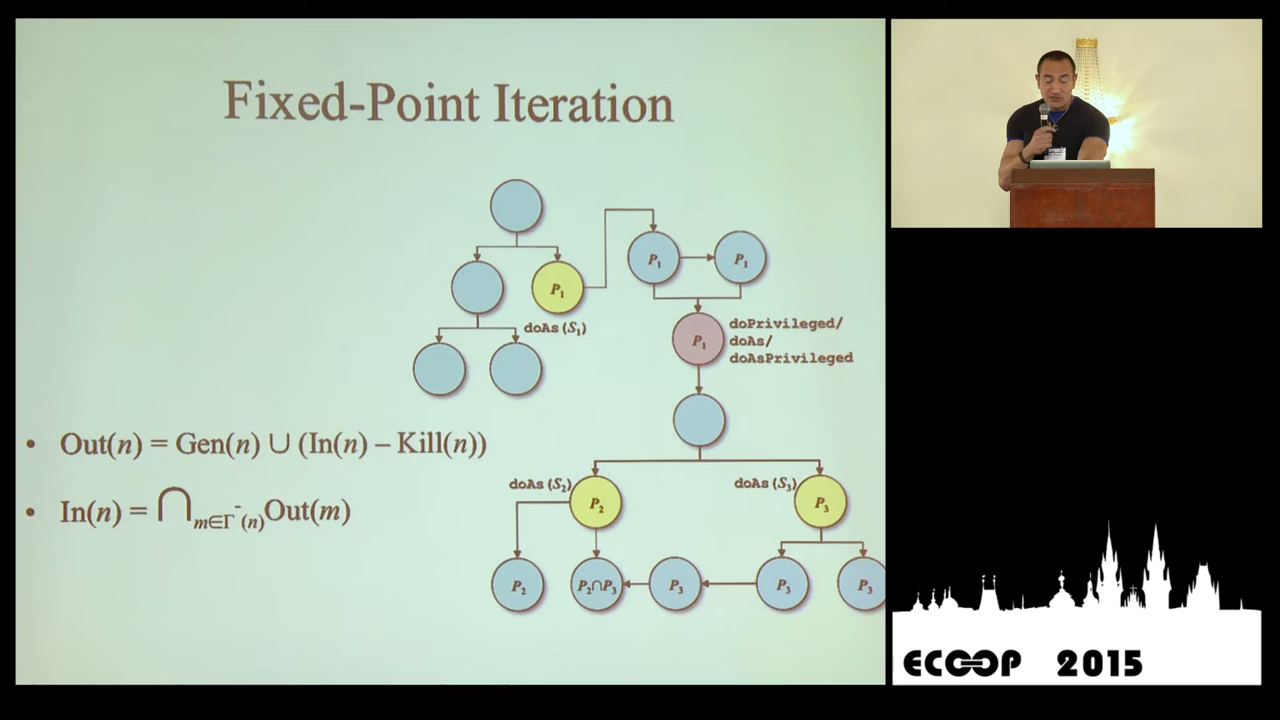 Fixed-Point Iteration
P₁
P₁
P₁
doAs(S₁)
P₁
doPrivileged/
doAs/
doAsPrivileged
• Out(n) = Gen(n) ∪ (In(n) – Kill(n))
• In(n) = ⋂m∈Γ⁻(n)Out(m)
doAs(S₂)
P₂
doAs(S₃)
P₃
P₂
P₂∩P₃
P₃
P₃
P₃
ECOOP 2015